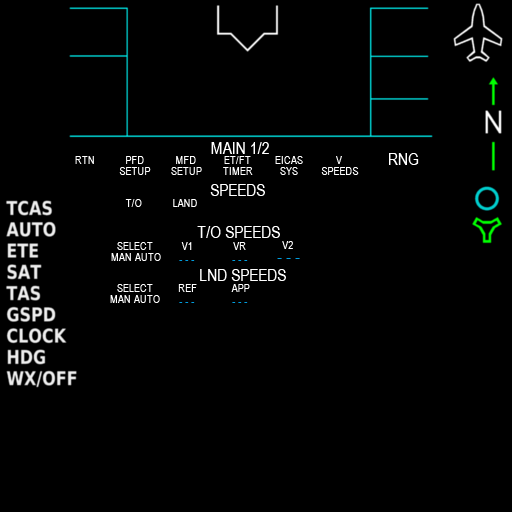 N
MAIN 1/2
RTN PFD SETUP MFD SETUP ET/FT TIMER EICAS SYS V SPEEDS RNG
SPEEDS
T/O LAND
T/O SPEEDS
SELECT MAN AUTO V1 --- VR --- V2 ---
LND SPEEDS
SELECT MAN AUTO REF --- APP ---
TCAS
AUTO
ETE
SAT
TAS
GSPD
CLOCK
HDG
WX/OFF